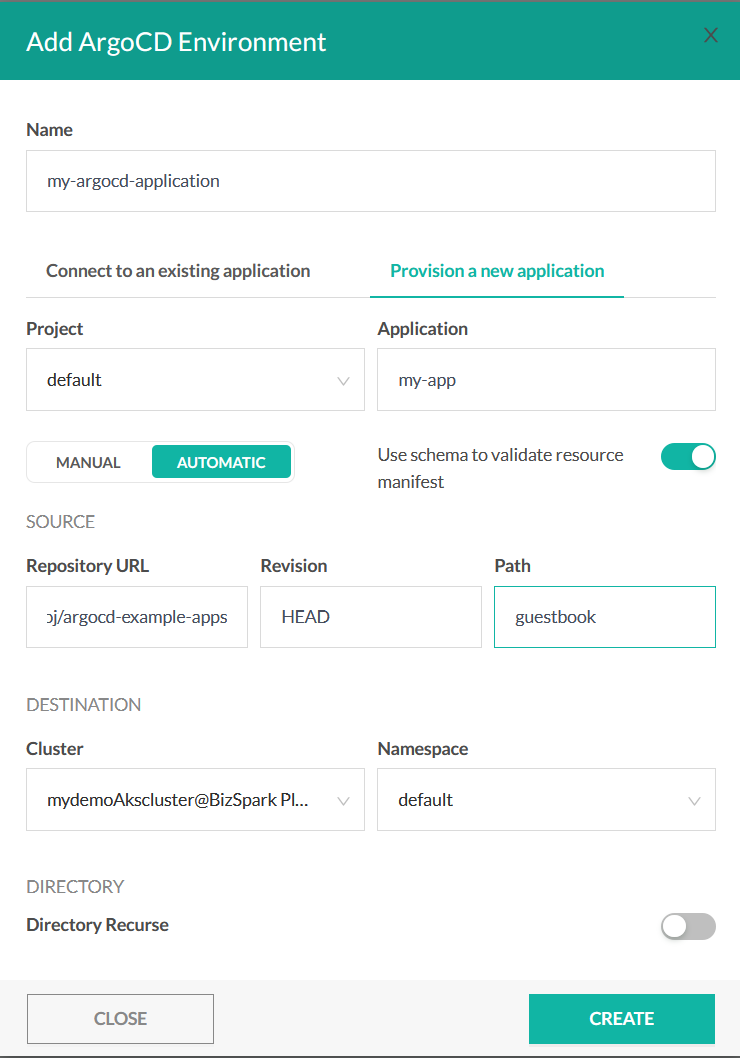 Add ArgoCD Environment
Name
my-argocd-application
Connect to an existing application Provision a new application
Project Application
default my-app
MANUAL AUTOMATIC Use schema to validate resource
manifest
SOURCE
Repository URL Revision Path
oj/argocd-example-apps HEAD guestbook
DESTINATION
Cluster Namespace
mydemoAkscluster@BizSpark Pl... default
DIRECTORY
Directory Recurse
CLOSE CREATE